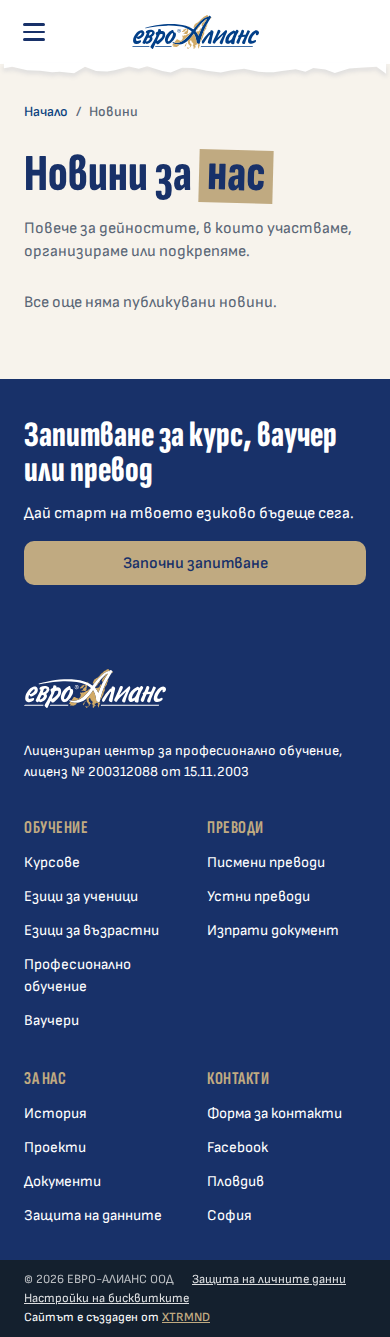 евроАлианс
Начало / Новини
Новини за нас
Повече за дейностите, в които участваме,
организираме или подкрепяме.
Все още няма публикувани новини.
Запитване за курс, ваучер
или превод
Дай старт на твоето езиково бъдеще сега.
Започни запитване
евроАлианс
Лицензиран център за професионално обучение,
лиценз № 200312088 от 15.11.2003
ОБУЧЕНИЕ
Курсове
Езици за ученици
Езици за възрастни
Професионално
обучение
Ваучери
ПРЕВОДИ
Писмени преводи
Устни преводи
Изпрати документ
ЗА НАС
История
Проекти
Документи
Защита на данните
КОНТАКТИ
Форма за контакти
Facebook
Пловдив
София
© 2026 ЕВРО-АЛИАНС ООД Защита на личните данни
Настройки на бисквитките
Сайтът е създаден от XTRMND